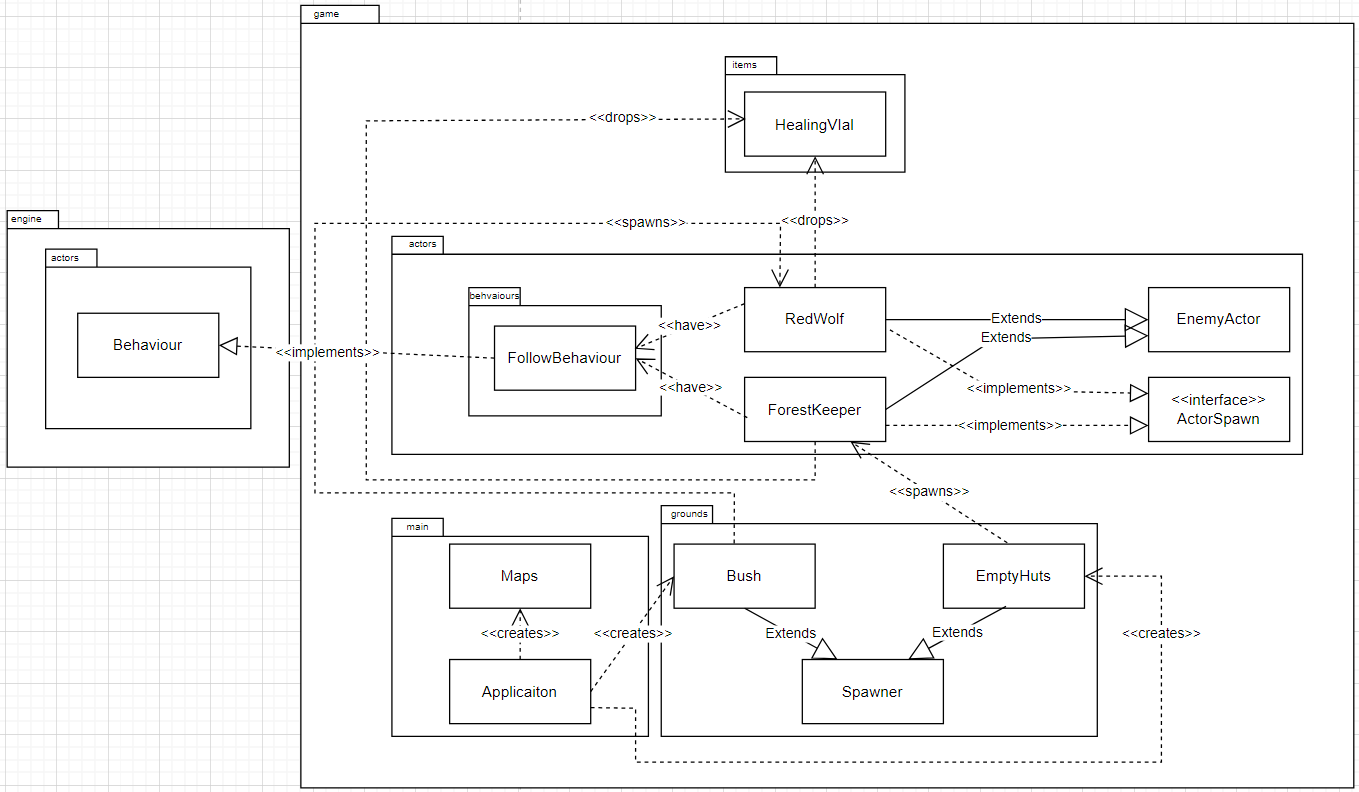 game
items
HealingVIal
<<drops>>
<<spawns>>
<<drops>>
engine
actors
Behaviour
<<implements>>
actors
behvaiours
FollowBehaviour
<<have>>
<<have>>
RedWolf
ForestKeeper
Extends
Extends
EnemyActor
<<implements>>
<<implements>>
<<interface>>
ActorSpawn
<<spawns>>
main
Maps
<<creates>>
Applicaiton
<<creates>>
grounds
Bush
EmptyHuts
Extends
Extends
Spawner
<<creates>>